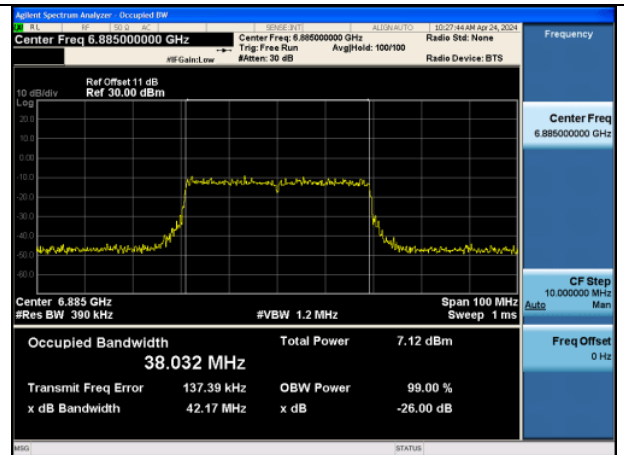 Agilent Spectrum Analyzer - Occupied BW
RL RF 50 Ω AC SENSE:INT ALIGN AUTO 10:27:44 AM Apr 24, 2024
Center Freq 6.885000000 GHz
Center Freq: 6.885000000 GHz
Radio Std: None
Trig: Free Run Avg|Hold: 100/100
#IFGain:Low #Atten: 30 dB Radio Device: BTS
Frequency
Ref Offset 11 dB
10 dB/div Ref 30.00 dBm
Log
20.0
10.0
0.00
-10.0
-20.0
-30.0
-40.0
-50.0
-60.0
Center 6.885 GHz Span 100 MHz
#Res BW 390 kHz #VBW 1.2 MHz Sweep 1 ms
Center Freq
6.885000000 GHz
CF Step
10.000000 MHz
Auto Man
Freq Offset
0 Hz
Occupied Bandwidth Total Power 7.12 dBm
38.032 MHz
Transmit Freq Error 137.39 kHz OBW Power 99.00 %
x dB Bandwidth 42.17 MHz x dB -26.00 dB
MSG STATUS